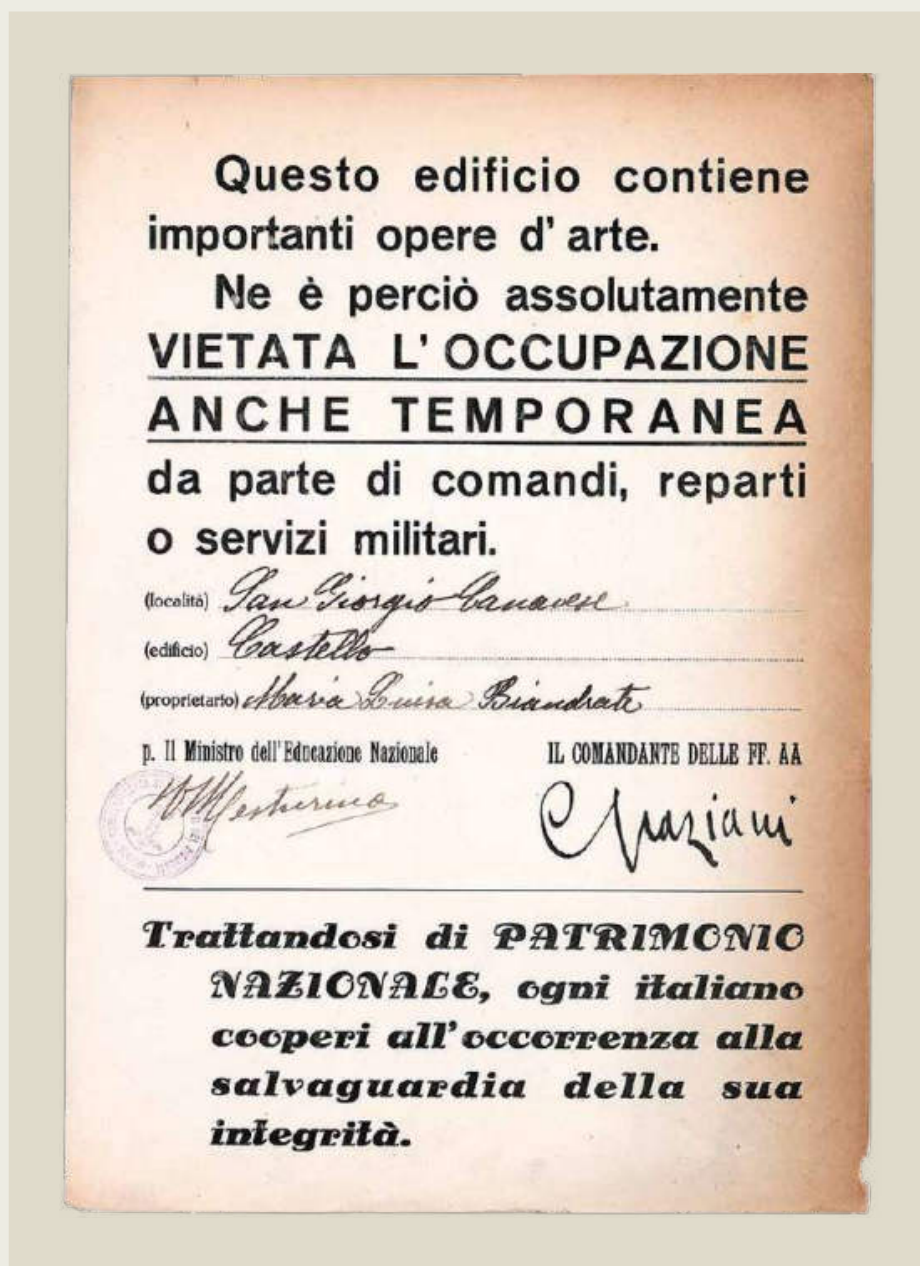 Questo edificio contiene
importanti opere d' arte.
Ne è perciò assolutamente
VIETATA L' OCCUPAZIONE
ANCHE TEMPORANEA
da parte di comandi, reparti
o servizi militari.
(località) San Giorgio Canavese
(edificio) Castello
(proprietario) Maria Luisa Biandrate
p. Il Ministro dell'Educazione Nazionale
IL COMANDANTE DELLE FF. AA
Graziani
Trattandosi di PATRIMONIO
NAZIONALE, ogni italiano
cooperi all'occorrenza alla
salvaguardia della sua
integrità.